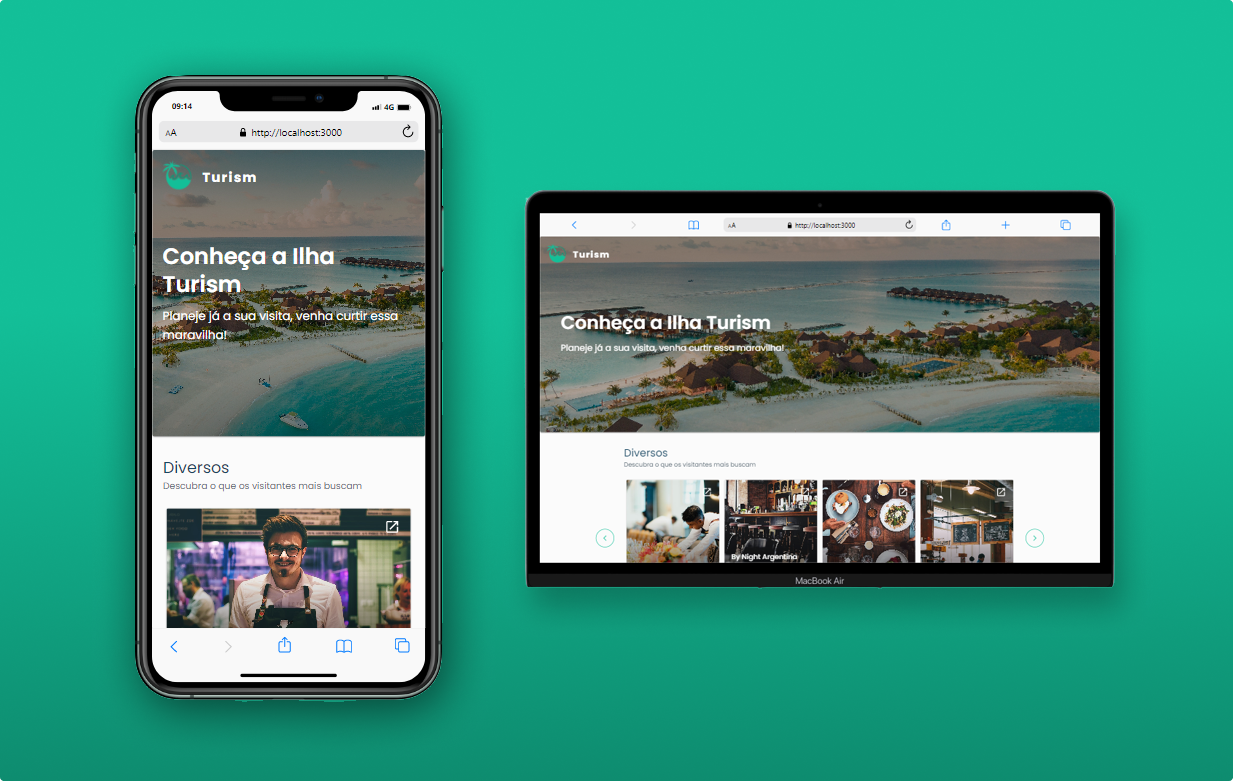 09:14
4G
AA
http://localhost:3000
Turism
Conheça a Ilha
Turism
Planeje já a sua visita, venha curtir essa
maravilha!
Diversos
Descubra o que os visitantes mais buscam
AA
http://localhost:3000
Turism
Conheça a Ilha Turism
Planeje já a sua visita, venha curtir essa maravilha!
Diversos
Descubra o que os visitantes mais buscam
By Night Argentina
MacBook Air